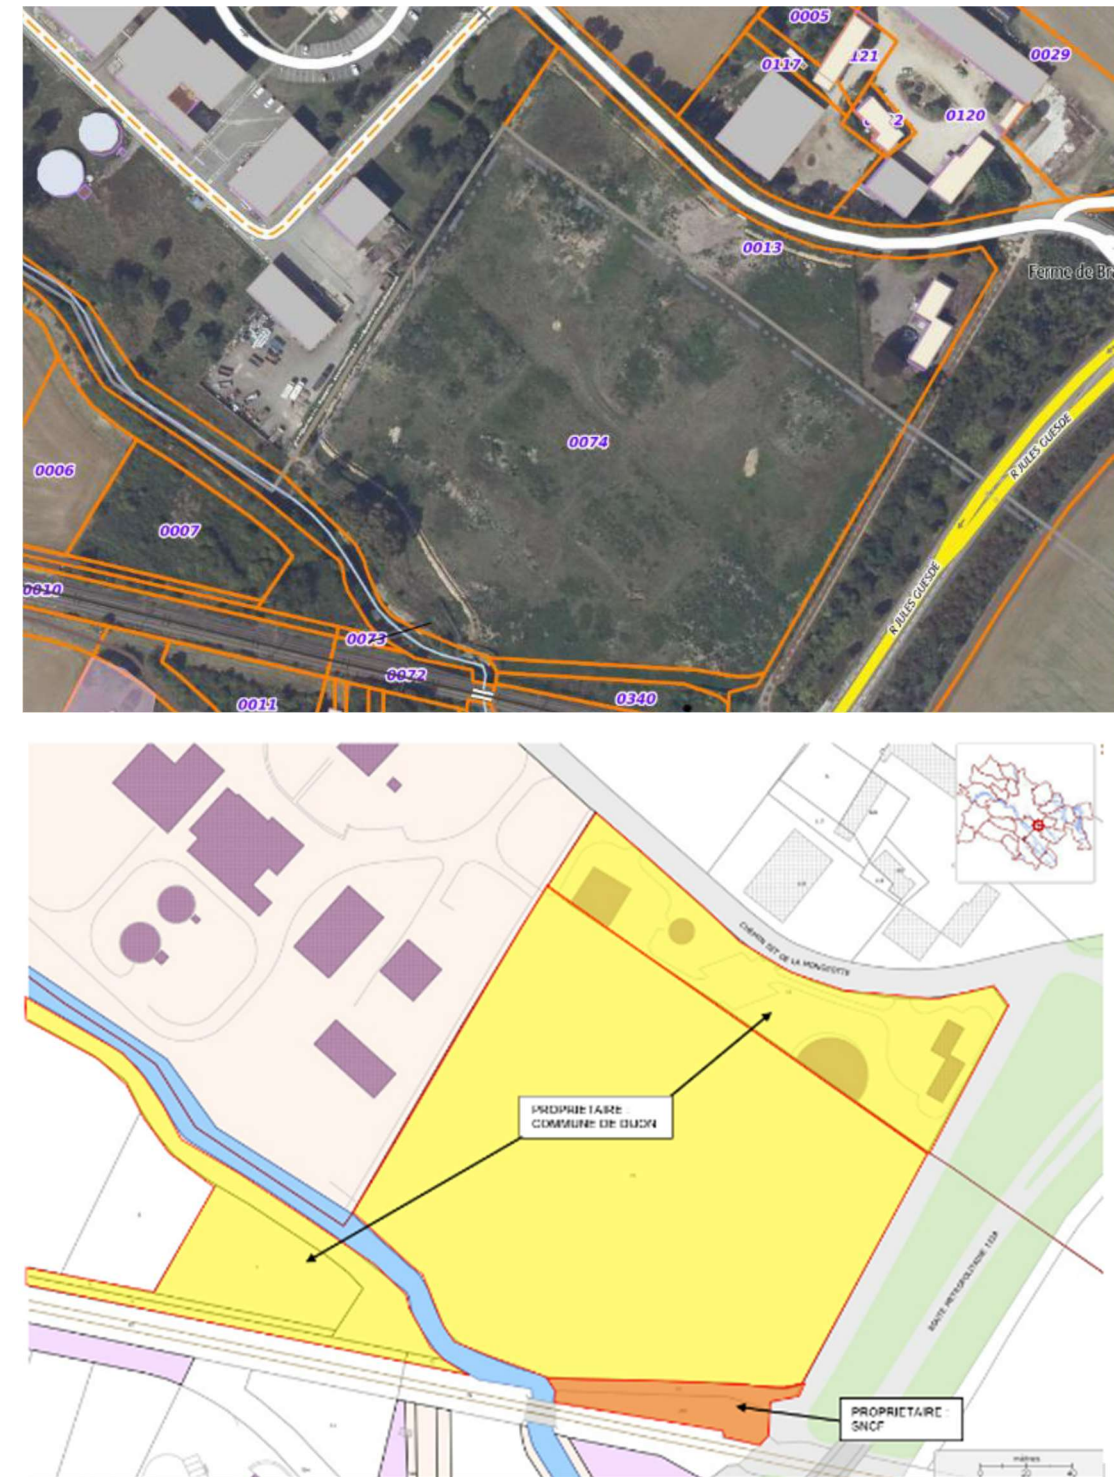 0005
0117
121
0029
2
0120
0013
Ferme de Br
0074
R JULES GUESDE
R JULES GUESDE
0006
0007
0010
0073
0072
0011
0340
CHEMIN DIT DE LA MONGEOTTE
PROPRIETAIRE :
COMMUNE DE DIJON
ROUTE METROPOLITAINE
PROPRIETAIRE :
SNCF
mètres